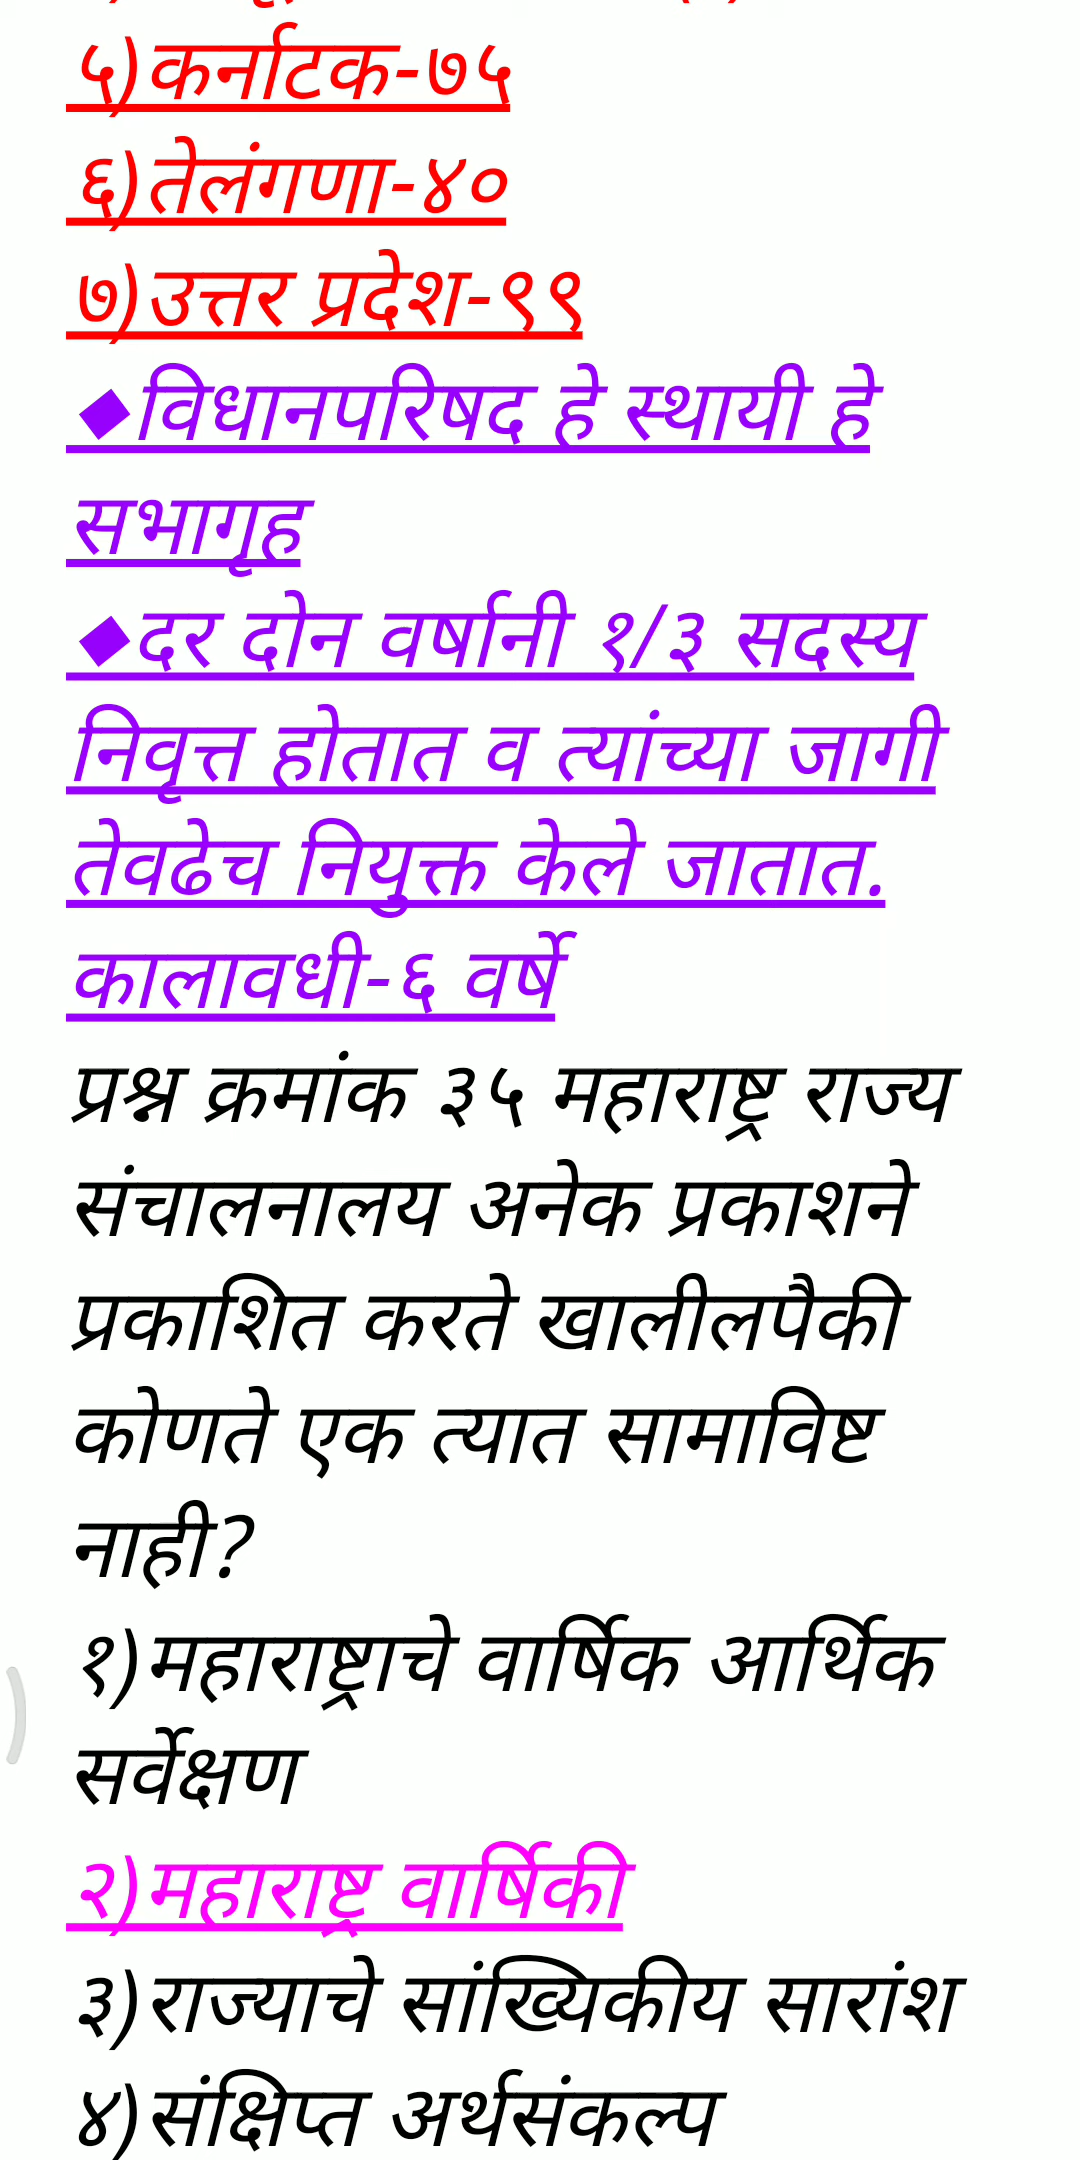 ५)कर्नाटक-७५
६)तेलंगणा-४०
७)उत्तर प्रदेश-९९
◆विधानपरिषद हे स्थायी हे
सभागृह
◆दर दोन वर्षानी १/३ सदस्य
निवृत्त होतात व त्यांच्या जागी
तेवढेच नियुक्त केले जातात.
कालावधी-६ वर्षे
प्रश्न क्रमांक ३५ महाराष्ट्र राज्य
संचालनालय अनेक प्रकाशने
प्रकाशित करते खालीलपैकी
कोणते एक त्यात सामाविष्ट
नाही?
१)महाराष्ट्राचे वार्षिक आर्थिक
सर्वेक्षण
२)महाराष्ट्र वार्षिकी
३)राज्याचे सांख्यिकीय सारांश
४)संक्षिप्त अर्थसंकल्प